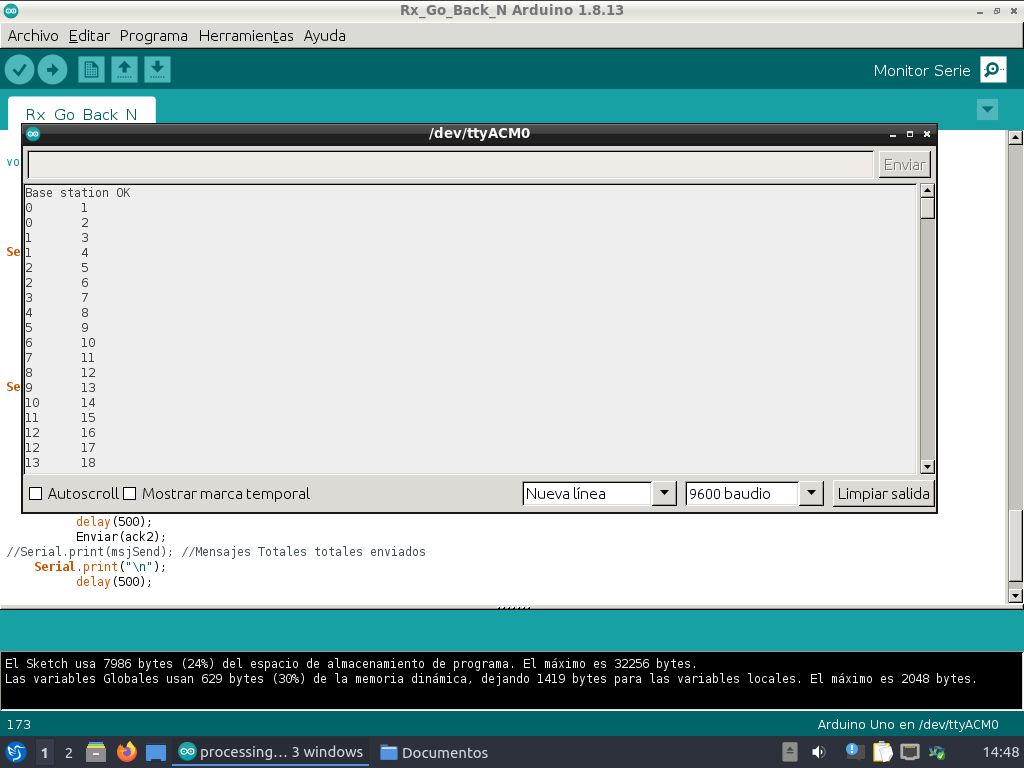 Rx_Go_Back_N Arduino 1.8.13
Archivo Editar Programa Herramientas Ayuda
Monitor Serie
Rx_Go_Back_N
/dev/ttyACM0
vo
Enviar
Base station OK
0 1
0 2
1 3
Se
1 4
2 5
2 6
3 7
4 8
5 9
6 10
7 11
8 12
Se
9 13
10 14
11 15
12 16
12 17
13 18
Autoscroll Mostrar marca temporal Nueva línea 9600 baudio Limpiar salida
delay(500);
Enviar(ack2);
//Serial.print(msjSend); //Mensajes Totales totales enviados
Serial.print("\n");
delay(500);
El Sketch usa 7986 bytes (24%) del espacio de almacenamiento de programa. El máximo es 32256 bytes.
Las variables Globales usan 629 bytes (30%) de la memoria dinámica, dejando 1419 bytes para las variables locales. El máximo es 2048 bytes.
173 Arduino Uno en /dev/ttyACM0
1 2 processing... 3 windows Documentos 14:48